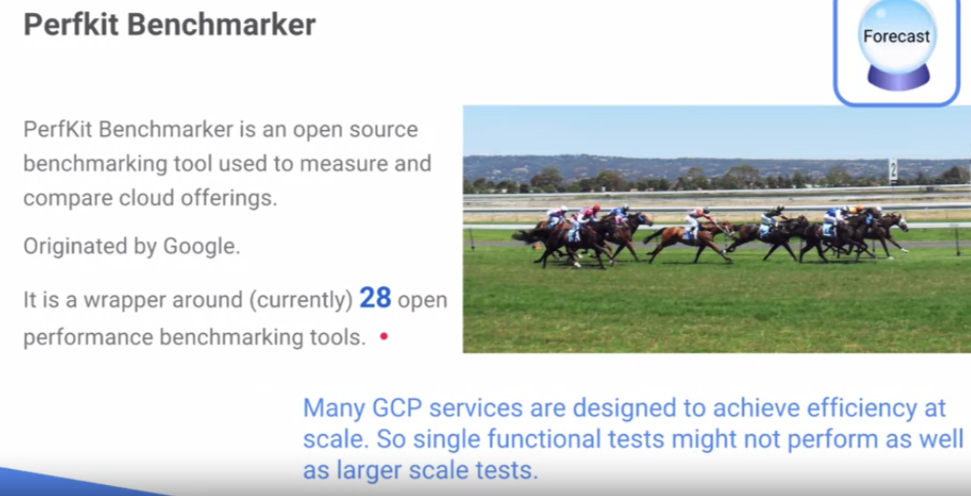 Perfkit Benchmarker
Forecast
PerfKit Benchmarker is an open source
benchmarking tool used to measure and
compare cloud offerings.
Originated by Google.
It is a wrapper around (currently) 28 open
performance benchmarking tools.
2
Many GCP services are designed to achieve efficiency at
scale. So single functional tests might not perform as well
as larger scale tests.